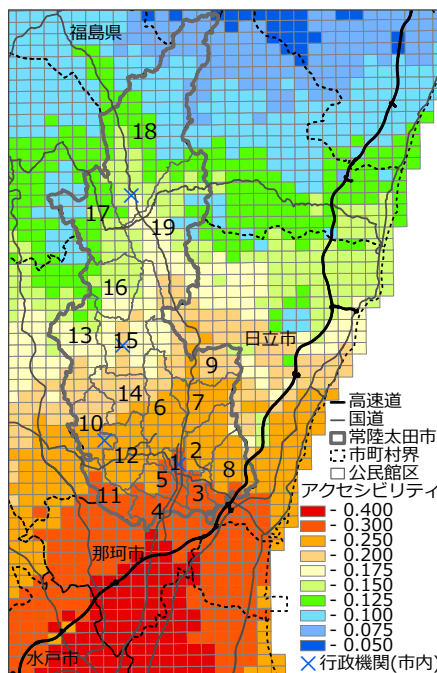 福島県
18
17
19
16
13
15
日立市
9
14
7
10
6
12
2
1
8
5
11
3
4
那珂市
水戸市
高速道
国道
常陸太田市
市町村界
公民館区
アクセシビリティ
- 0.400
- 0.300
- 0.250
- 0.200
- 0.175
- 0.150
- 0.125
- 0.100
- 0.075
- 0.050
行政機関(市内)